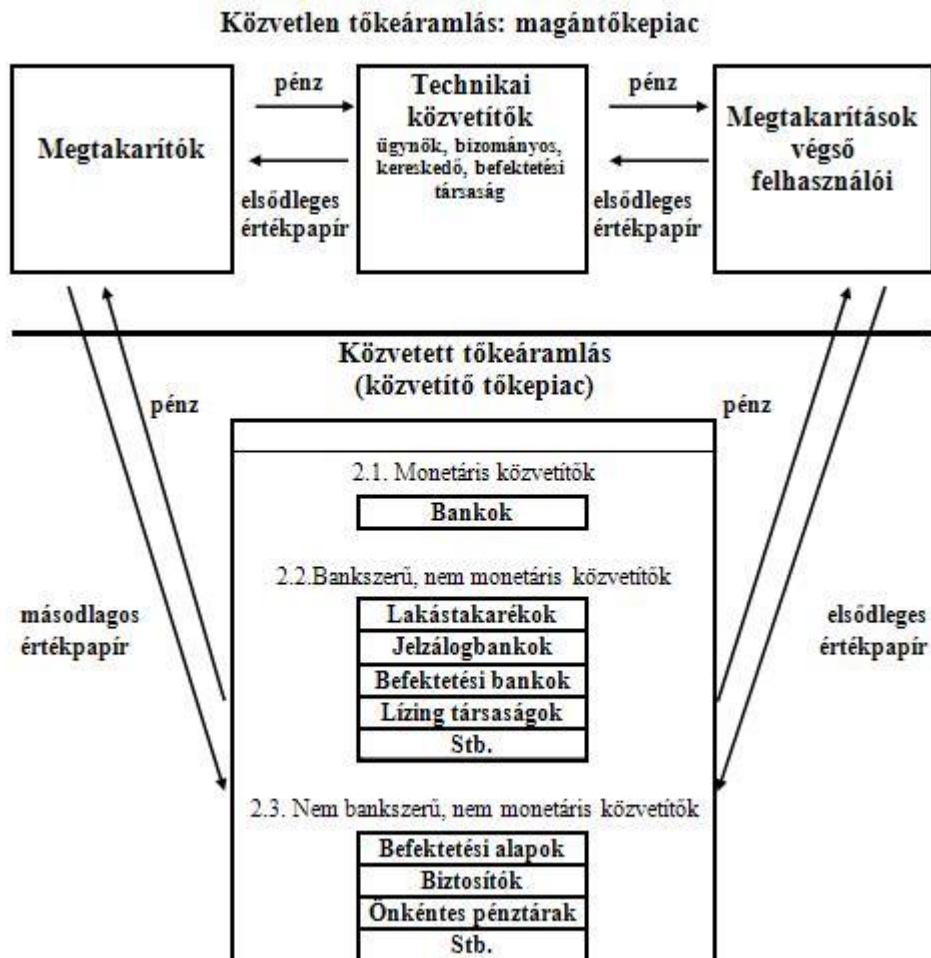 Közvetlen tőkeáramlás: magántőkepiac
Megtakarítók
pénz
elsődleges
értékpapír
Technikai
közvetítők
ügynök, bizományos,
kereskedő, befektetési
társaság
pénz
elsődleges
értékpapír
Megtakarítások
végső
felhasználói
Közvetett tőkeáramlás
(közvetítő tőkepiac)
pénz
pénz
másodlagos
értékpapír
elsődleges
értékpapír
2.1. Monetáris közvetítők
Bankok
2.2.Bankszerű, nem monetáris közvetítők
Lakástakarékok
Jelzálogbankok
Befektetési bankok
Lízing társaságok
Stb.
2.3. Nem bankszerű, nem monetáris közvetítők
Befektetési alapok
Biztosítók
Önkéntes pénztárak
Stb.